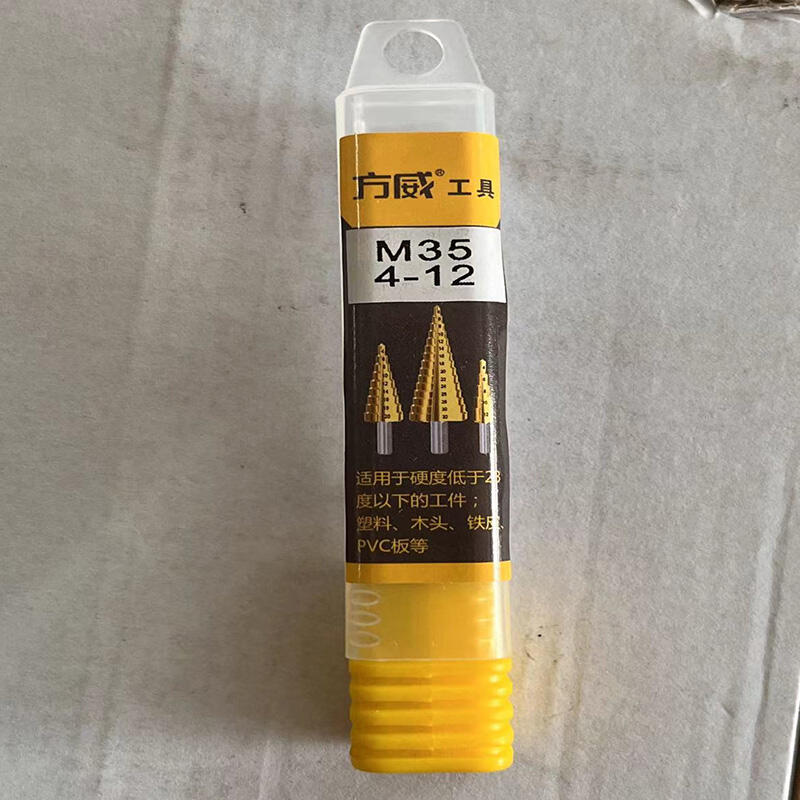 方威® 工具
M35
4-12
适用于硬度低于23
度以下的工件；
塑料、木头、铁皮、
PVC板等